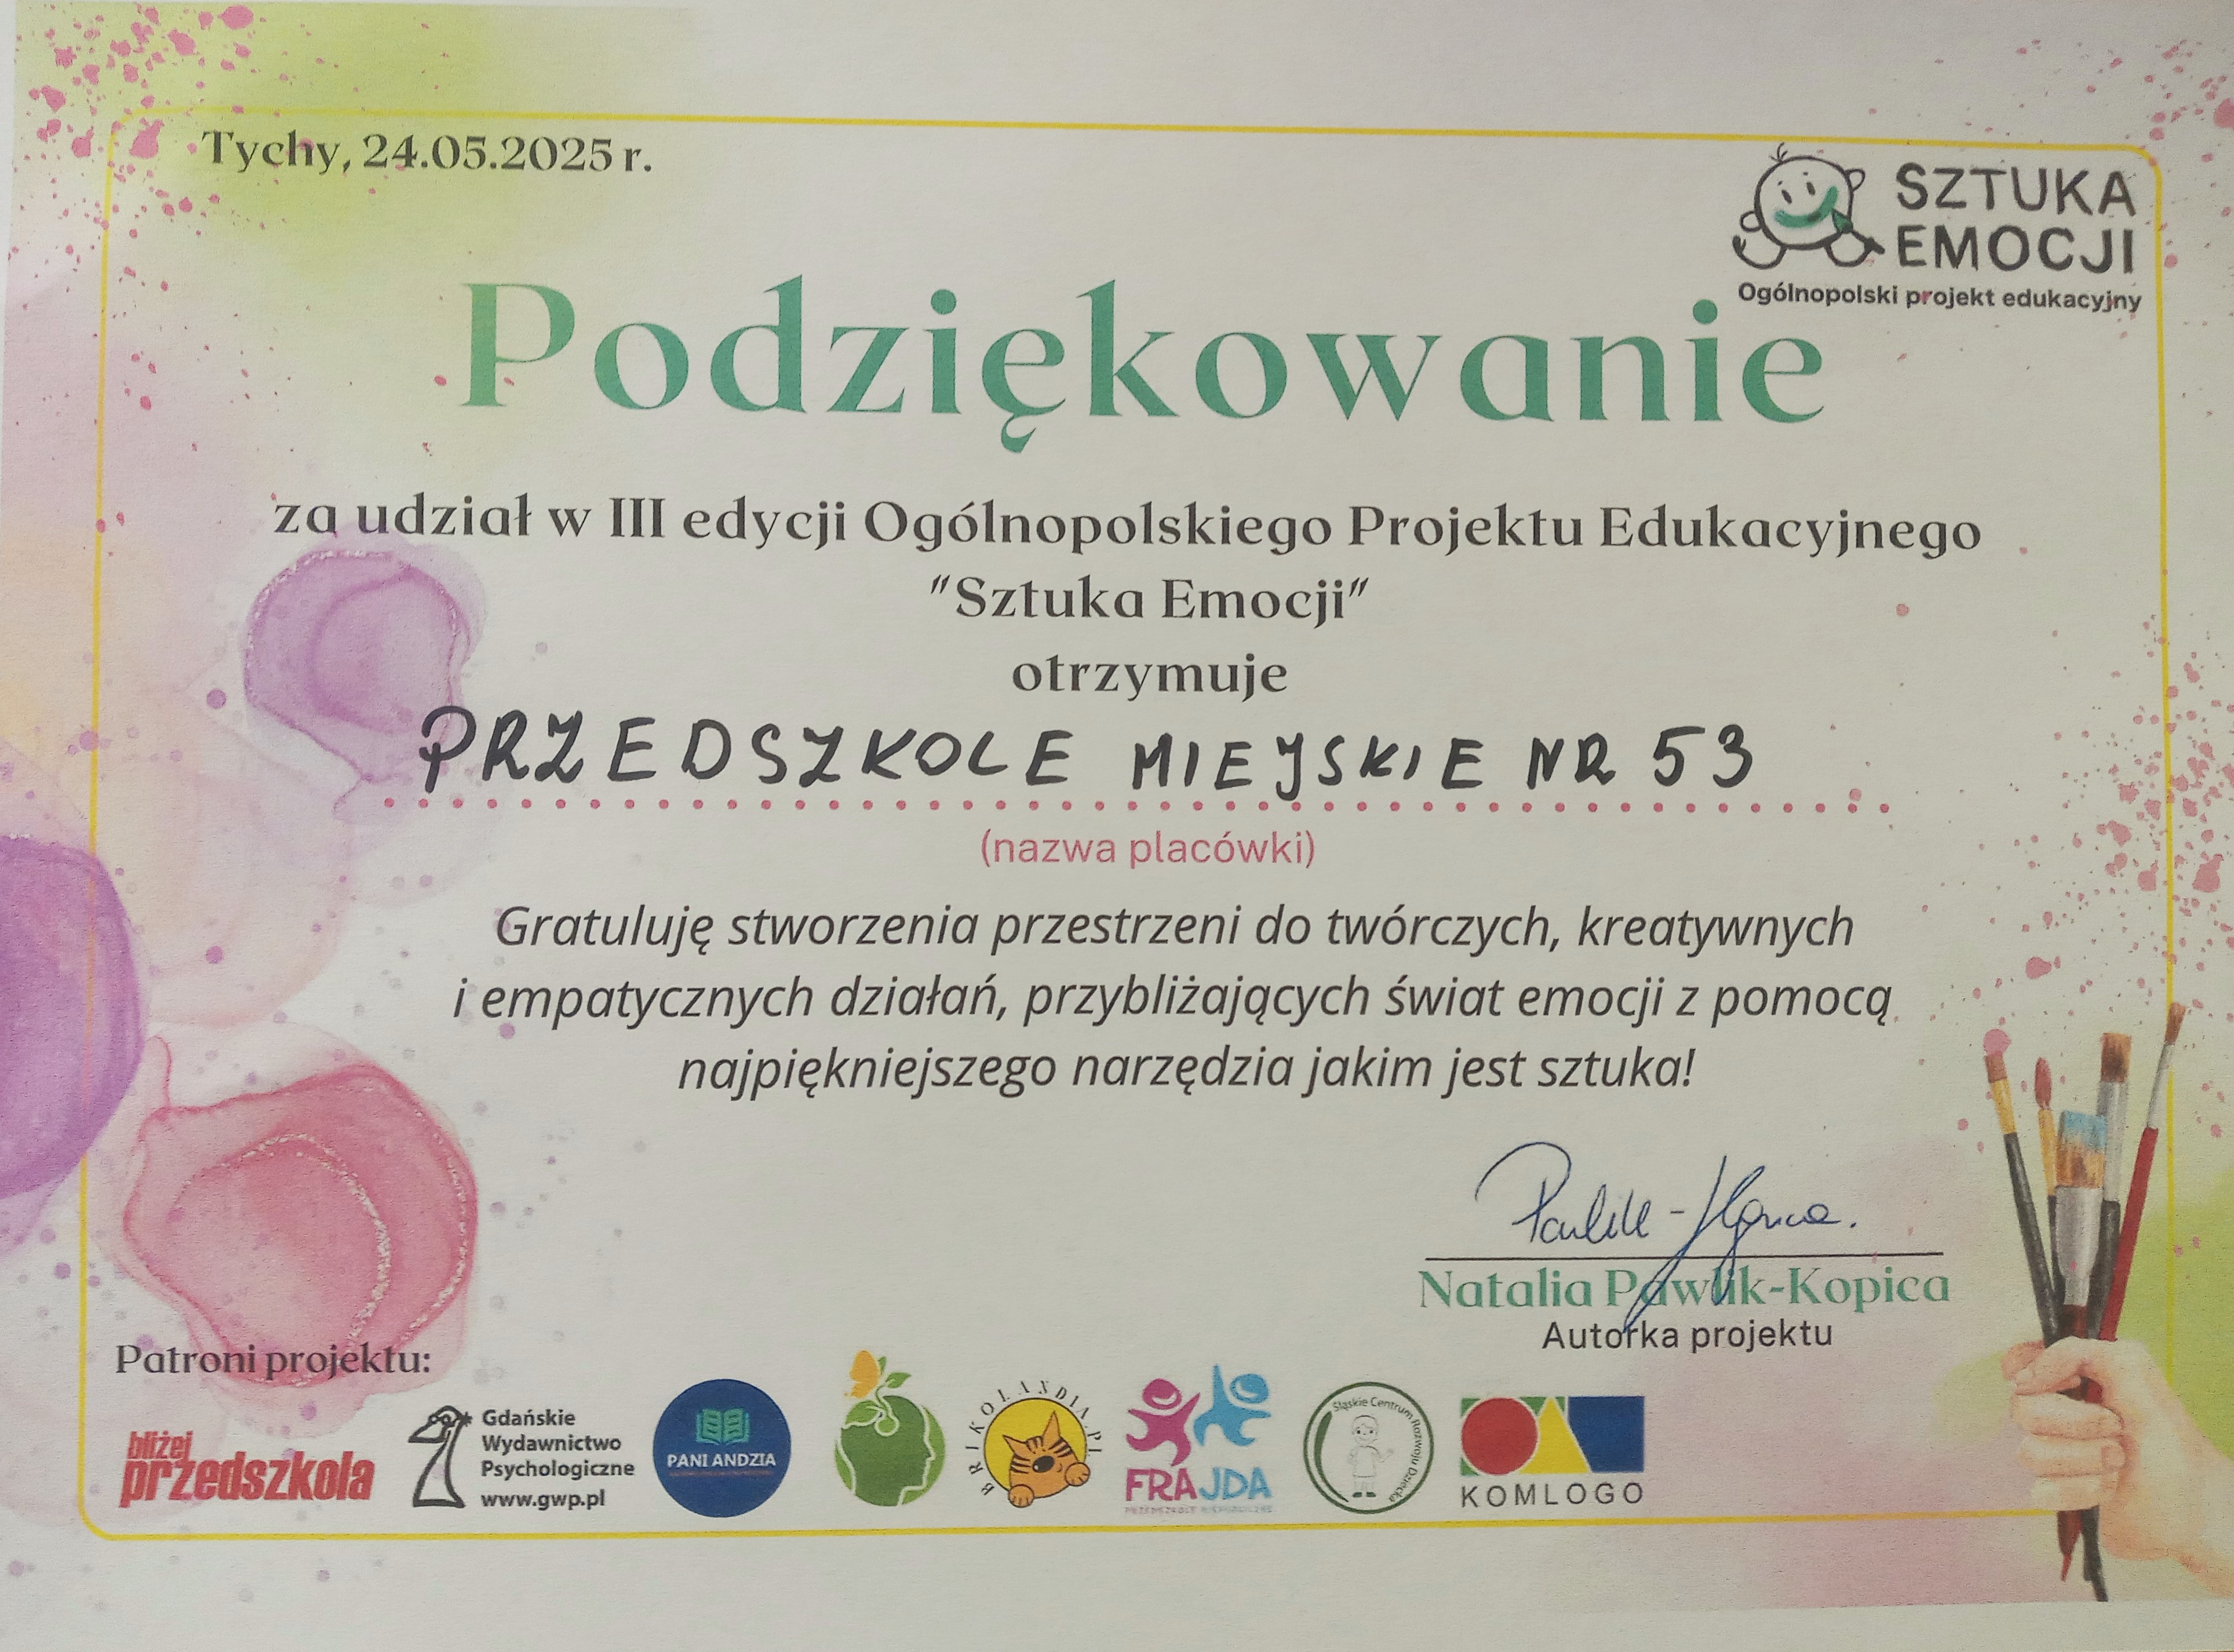 Tychy, 24.05.2025 r.
SZTUKA
EMOCJI
Ogólnopolski projekt edukacyjny
Podziękowanie
za udział w III edycji Ogólnopolskiego Projektu Edukacyjnego
"Sztuka Emocji"
otrzymuje
PRZEDSZKOLE MIEJSKIE NR 53
(nazwa placówki)
Gratuluję stworzenia przestrzeni do twórczych, kreatywnych
i empatycznych działań, przybliżających świat emocji z pomocą
najpiękniejszego narzędzia jakim jest sztuka!
Natalia Pawlik-Kopica
Autorka projektu
Patroni projektu:
bliżej
przedszkola
Gdańskie
Wydawnictwo
Psychologiczne
www.gwp.pl
PANI ANDZIA
BRIKOLANDIA.PL
FRAJDA
Śląskie Centrum Rozwoju Dziecka
KOMLOGO